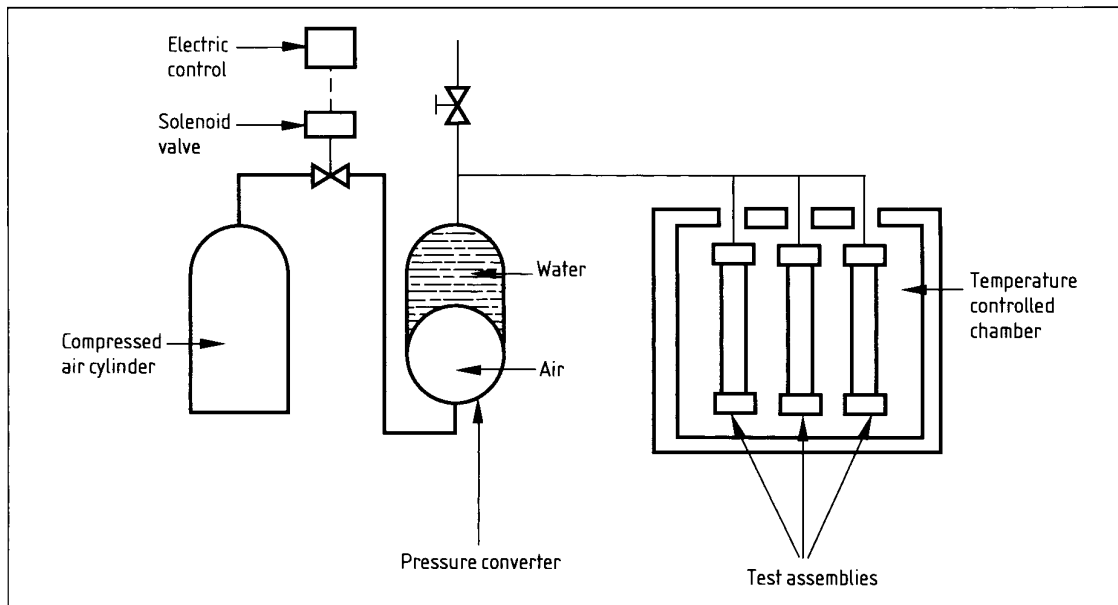 Electric
control
Solenoid
valve
Water
Temperature
controlled
chamber
Compressed
air cylinder
Air
Pressure converter
Test assemblies